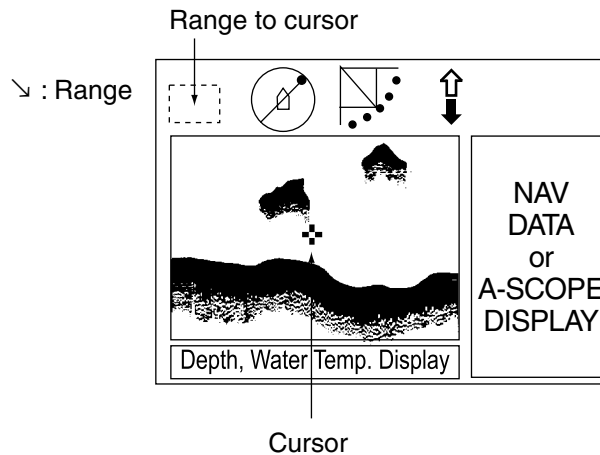 Range to cursor
↘ : Range
NAV
DATA
or
A-SCOPE
DISPLAY
Depth, Water Temp. Display
Cursor